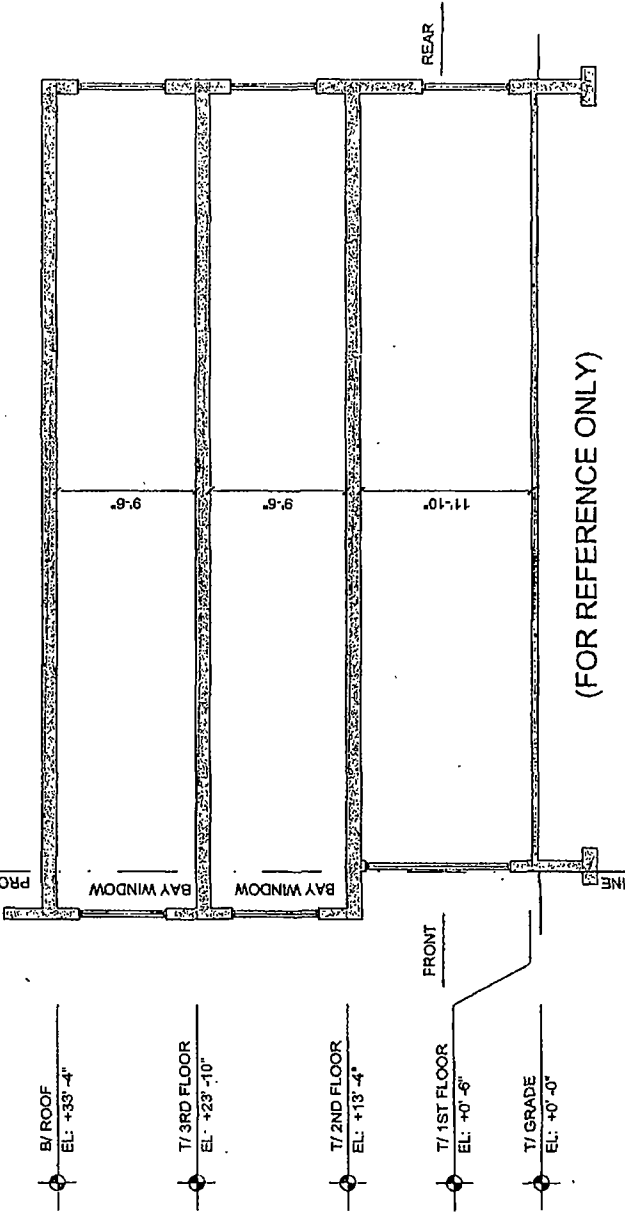 REAR
9'-6"
9'-6"
11'-10"
(FOR REFERENCE ONLY)
PRO
BAY WINDOW
BAY WINDOW
INE
FRONT
B/ ROOF
EL: +33'-4"
T/ 3RD FLOOR
EL: +23'-10"
T/ 2ND FLOOR
EL: +13'-4"
T/ 1ST FLOOR
EL: +0'-6"
T/ GRADE
EL: +0'-0"